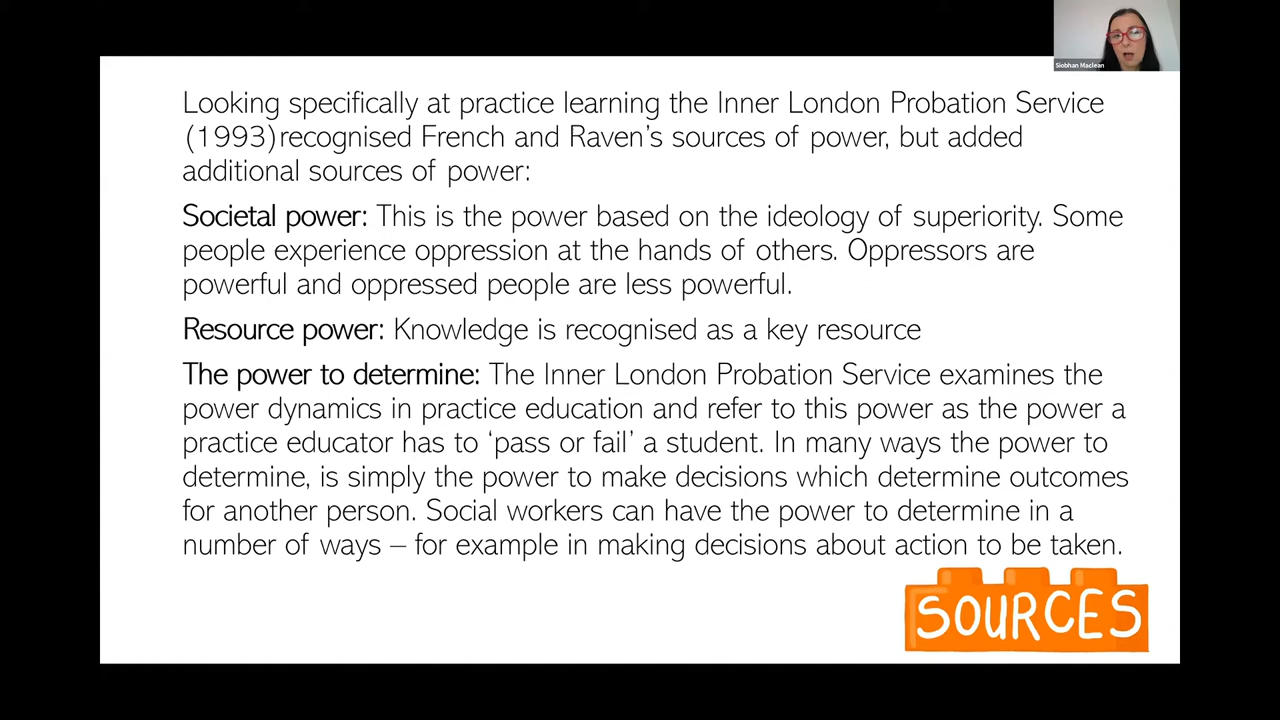 Siobhan Maclean
Looking specifically at practice learning the Inner London Probation Service
(1993)recognised French and Raven’s sources of power, but added
additional sources of power:
Societal power: This is the power based on the ideology of superiority. Some
people experience oppression at the hands of others. Oppressors are
powerful and oppressed people are less powerful.
Resource power: Knowledge is recognised as a key resource
The power to determine: The Inner London Probation Service examines the
power dynamics in practice education and refer to this power as the power a
practice educator has to ‘pass or fail’ a student. In many ways the power to
determine, is simply the power to make decisions which determine outcomes
for another person. Social workers can have the power to determine in a
number of ways – for example in making decisions about action to be taken.
SOURCES